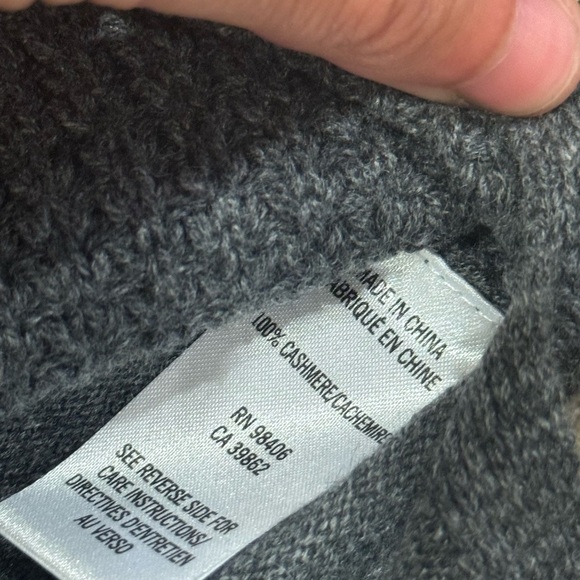 MADE IN CHINA
FABRIQUÉ EN CHINE
100% CASHMERE/CACHEMIRE
RN 98406
CA 39862
SEE REVERSE SIDE FOR
CARE INSTRUCTIONS/
DIRECTIVES D'ENTRETIEN
AU VERSO